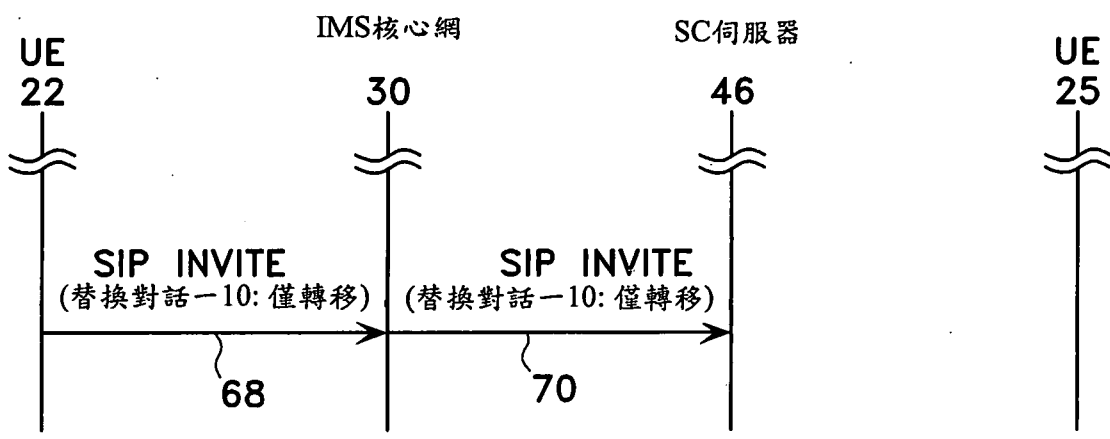 IMS核心網
SC伺服器
UE
22
30
46
UE
25
SIP INVITE
(替換對話一10: 僅轉移)
SIP INVITE
(替換對話一10: 僅轉移)
68
70